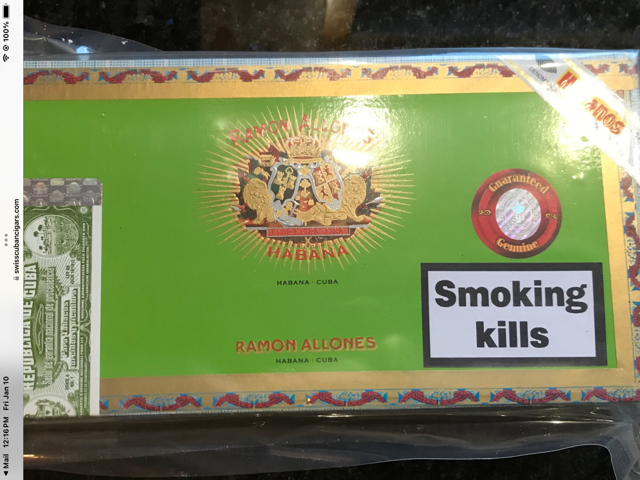 RAMON ALLONES
HABANA
HABANA · CUBA
RAMON ALLONES
HABANA · CUBA
Guaranteed
Genuine
Smoking
kills
Habanos
REPUBLICA DE CUBA
swisscubancigars.com
Mail 12:16 PM Fri Jan 10
100%